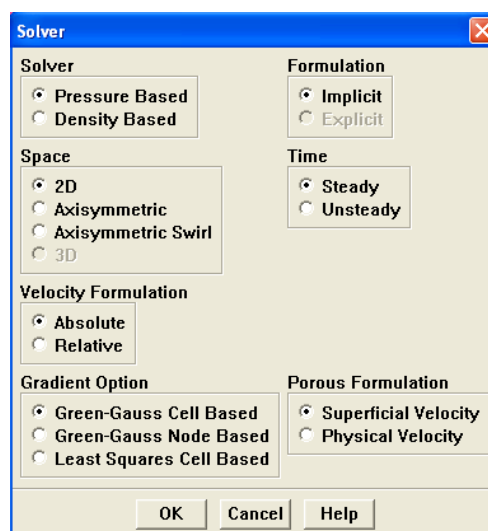 Solver
Solver
Pressure Based
Density Based
Formulation
Implicit
Explicit
Space
2D
Axisymmetric
Axisymmetric Swirl
3D
Time
Steady
Unsteady
Velocity Formulation
Absolute
Relative
Gradient Option
Green-Gauss Cell Based
Green-Gauss Node Based
Least Squares Cell Based
Porous Formulation
Superficial Velocity
Physical Velocity
OK
Cancel
Help